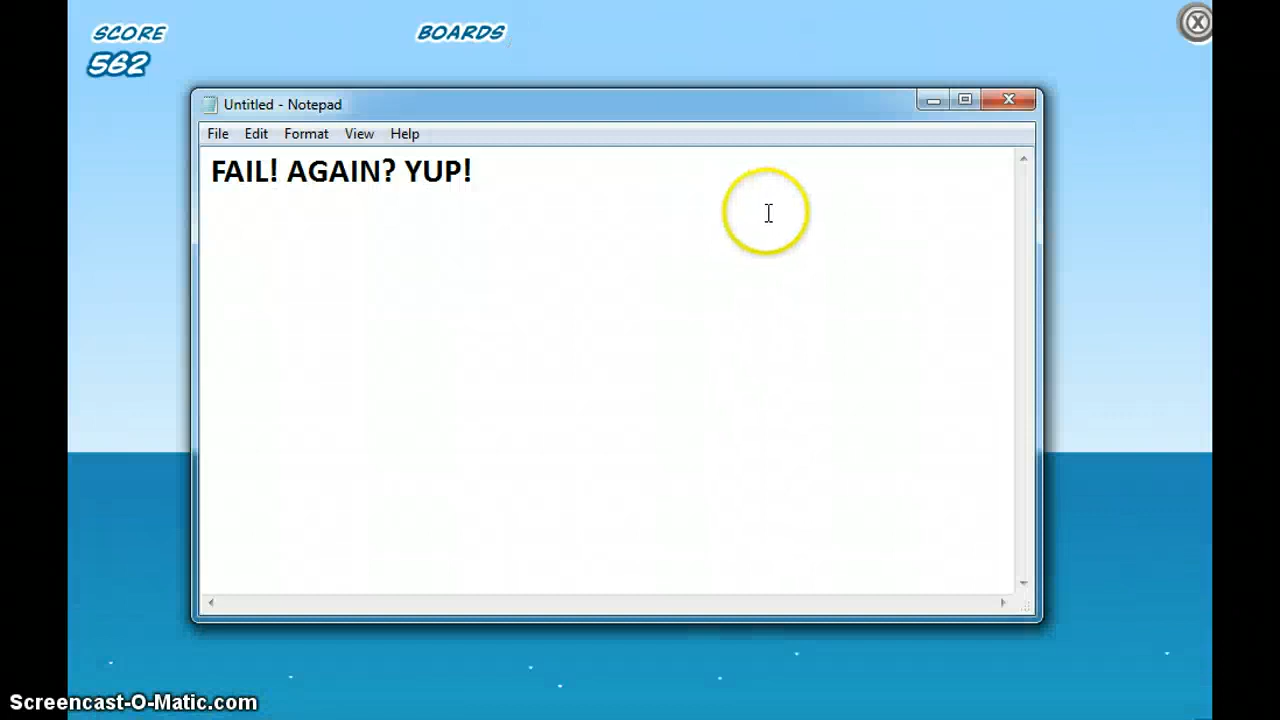 SCORE
BOARDS
562
Untitled - Notepad
File Edit Format View Help
FAIL! AGAIN? YUP!
Screencast-O-Matic.com